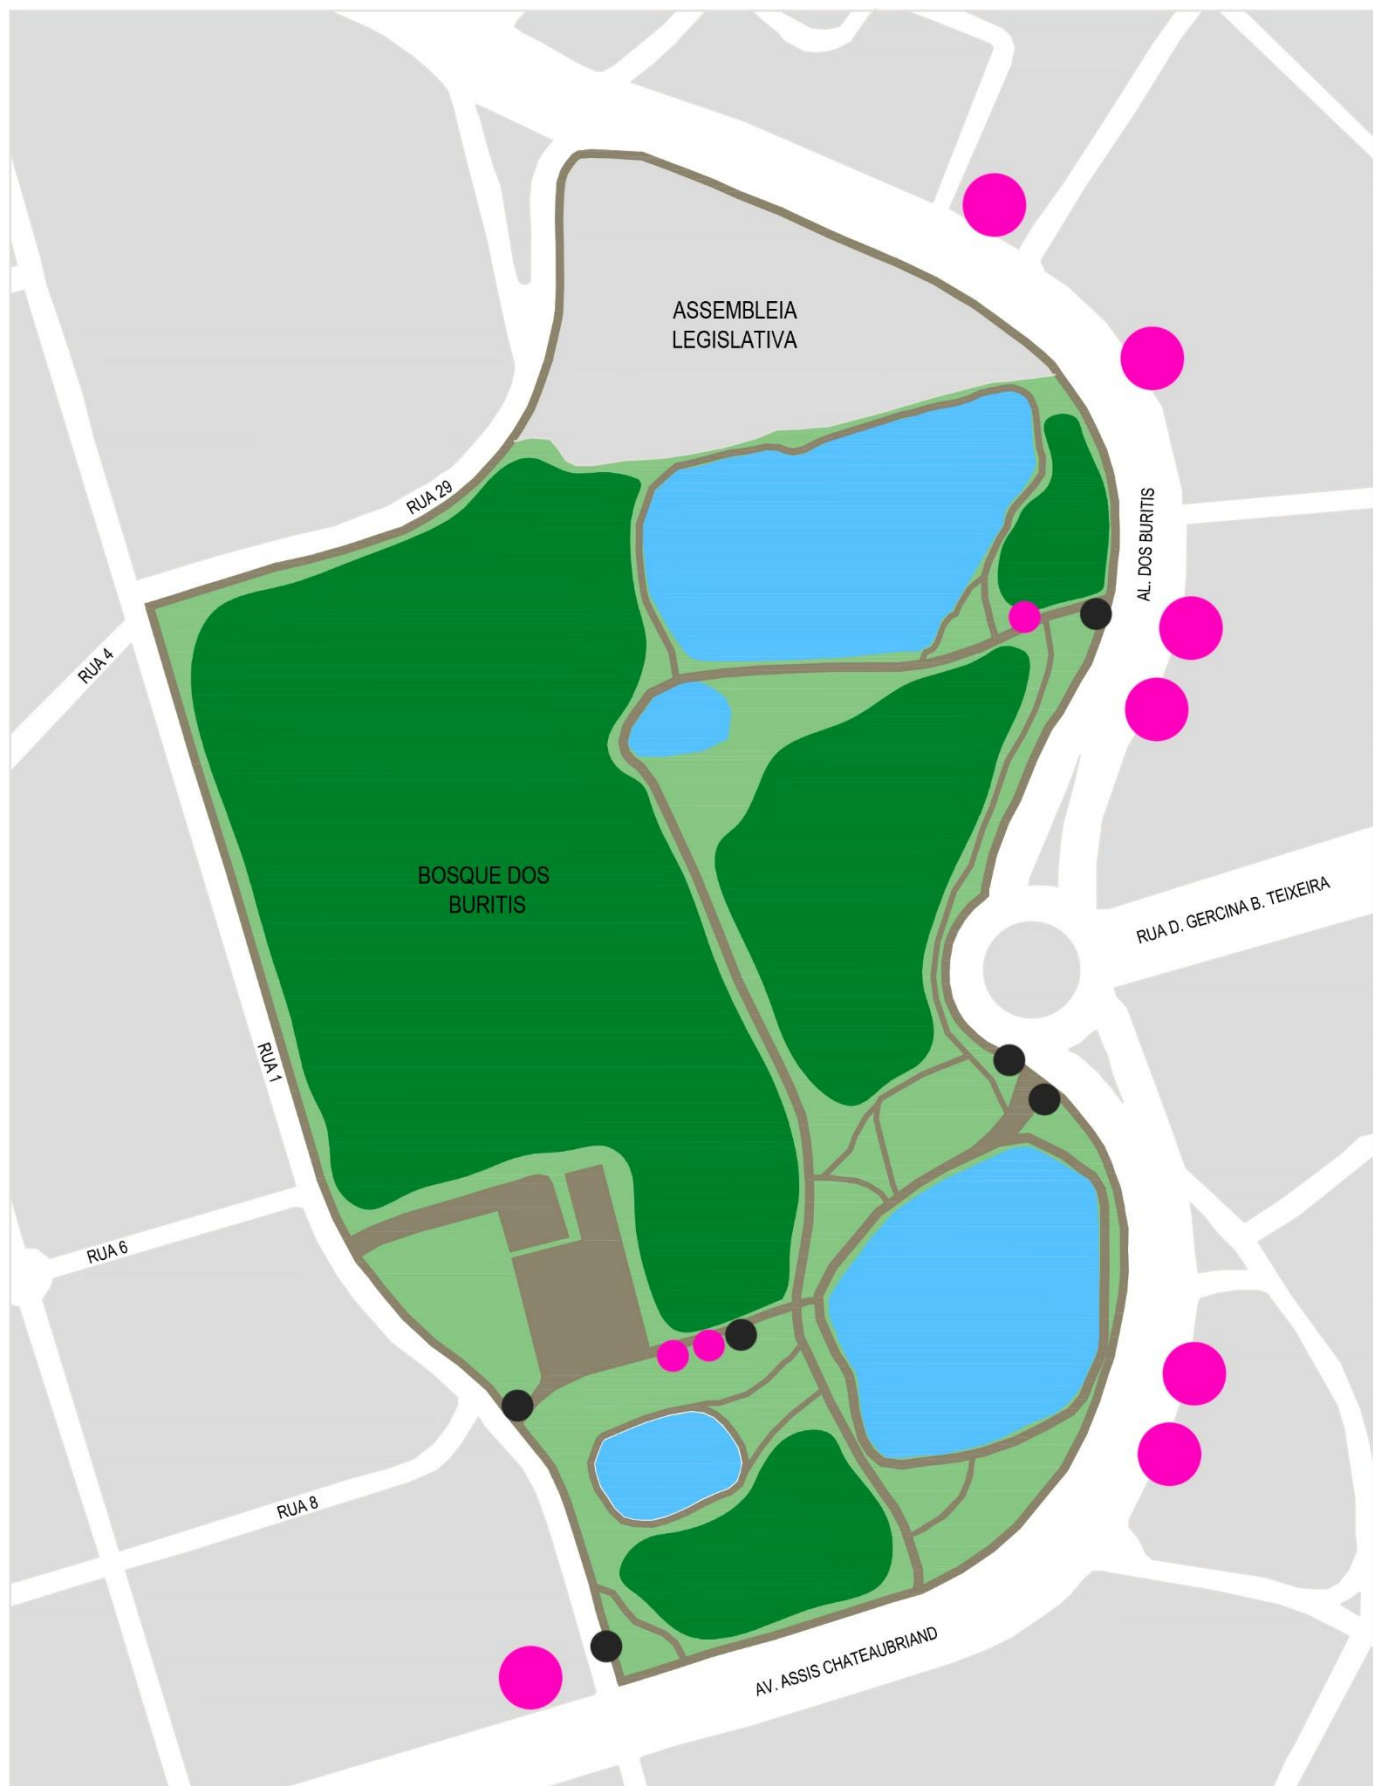 ASSEMBLEIA
LEGISLATIVA
RUA 29
AL. DOS BURITIS
RUA 4
BOSQUE DOS
BURITIS
RUA D. GERCINA B. TEIXEIRA
RUA 1
RUA 6
RUA 8
AV. ASSIS CHATEAUBRIAND